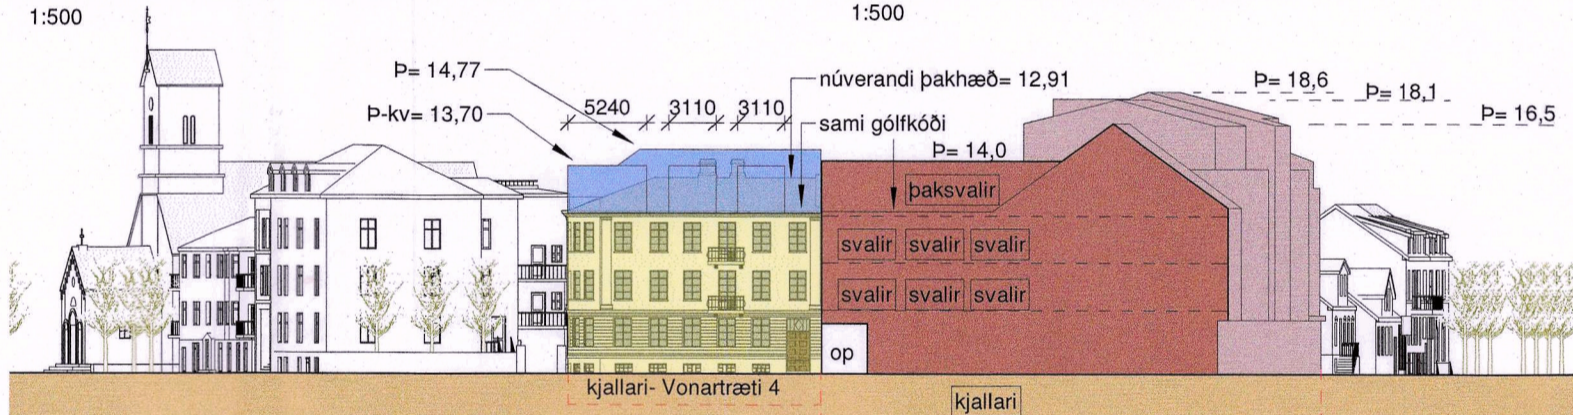 1:500
1:500
Þ= 14,77
Þ-kv= 13,70
5240
3110
3110
núverandi þakhæð= 12,91
sami gólfkóði
Þ= 14,0
Þ= 18,6
Þ= 18,1
Þ= 16,5
þaksvalir
svalir svalir svalir
svalir svalir svalir
op
kjallari- Vonartræti 4
kjallari